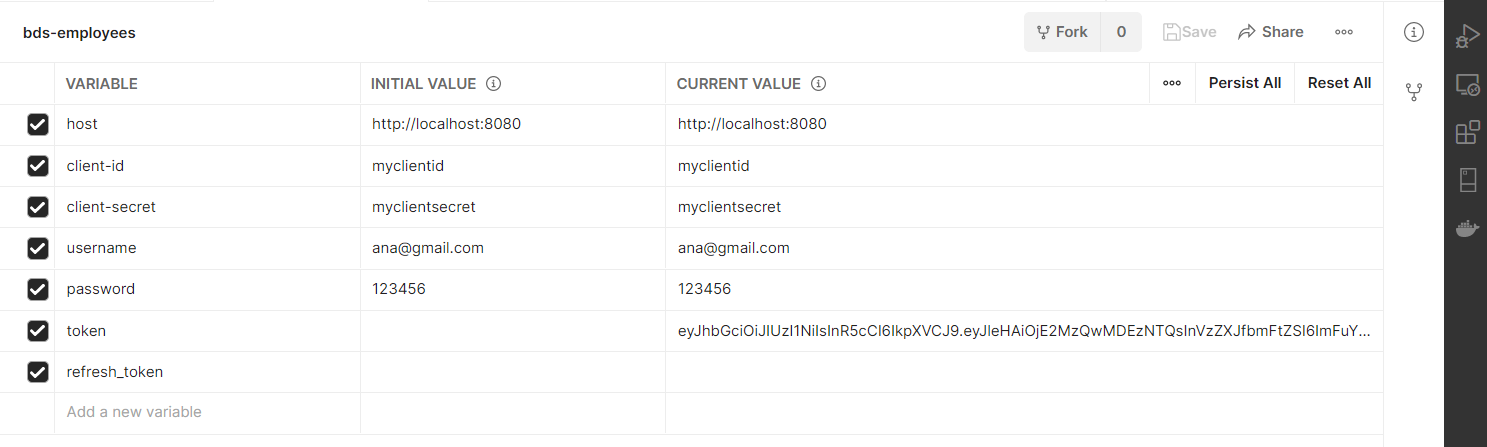 bds-employees Fork 0 Save Share
VARIABLE INITIAL VALUE CURRENT VALUE Persist All Reset All
host http://localhost:8080 http://localhost:8080
client-id myclientid myclientid
client-secret myclientsecret myclientsecret
username ana@gmail.com ana@gmail.com
password 123456 123456
token eyJhbGciOiJIUzI1NiIsInR5cCI6IkpXVCJ9.eyJleHAiOjE2MzQwMDEzNTQsInVzZXJfbmFtZSI6ImFuY...
refresh_token
Add a new variable